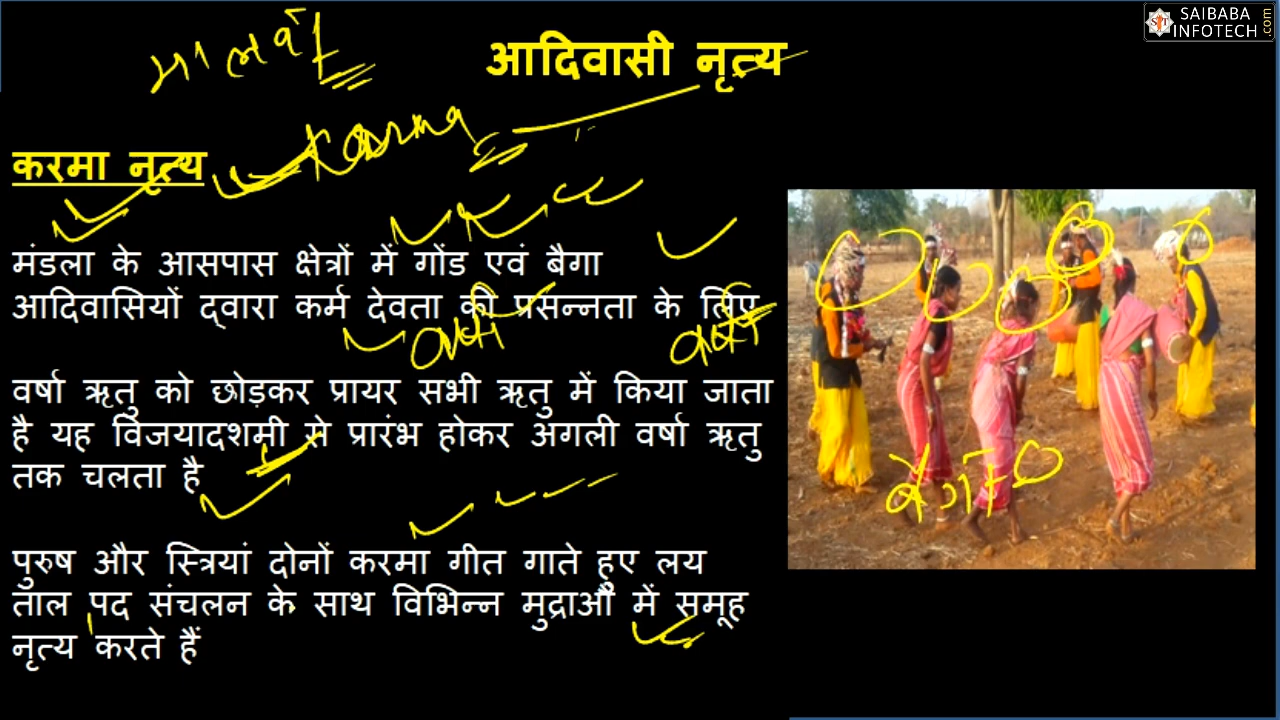 SAIBABA
INFOTECH.com
आदिवासी नृत्य
Karma
करमा नृत्य
मंडला के आसपास क्षेत्रों में गोंड एवं बैगा
आदिवासियों द्वारा कर्म देवता की प्रसन्नता के लिए
वर्षा ऋतु को छोड़कर प्रायर सभी ऋतु में किया जाता
है यह विजयादशमी से प्रारंभ होकर अगली वर्षा ऋतु
तक चलता है
पुरुष और स्त्रियां दोनों करमा गीत गाते हुए लय
ताल पद संचलन के साथ विभिन्न मुद्राओं में समूह
नृत्य करते हैं